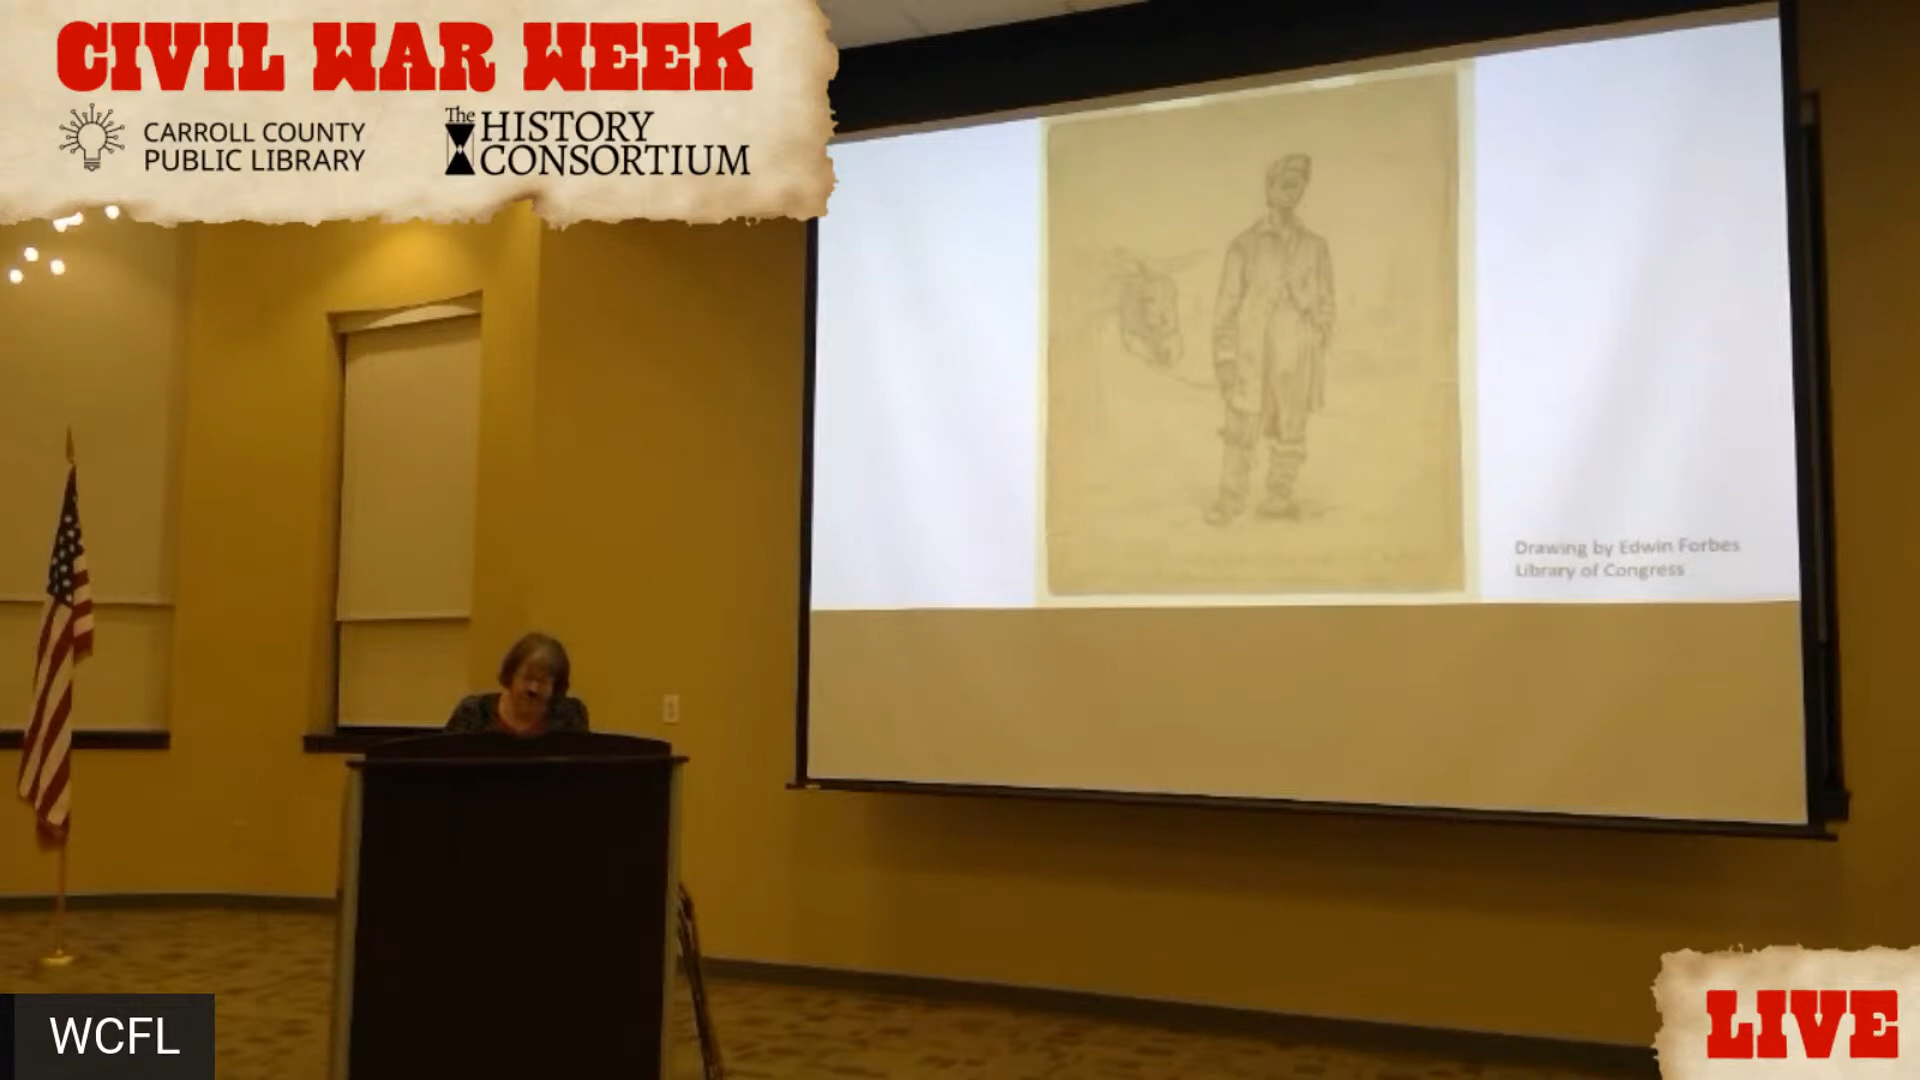 CIVIL WAR WEEK
CARROLL COUNTY
PUBLIC LIBRARY
The
HISTORY
CONSORTIUM
Drawing by Edwin Forbes
Library of Congress
WCFL
LIVE